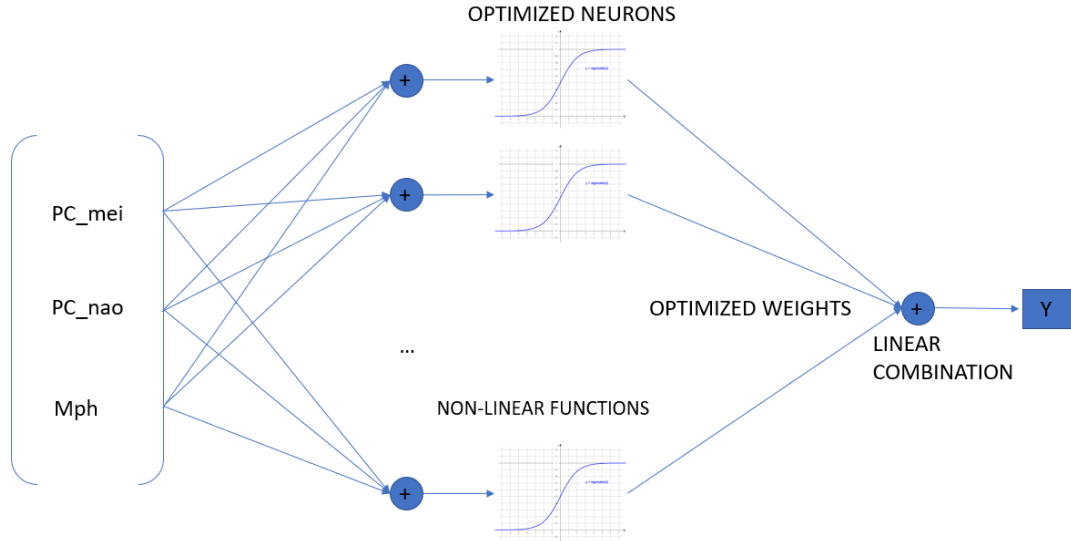 OPTIMIZED NEURONS
+
+
PC_mei
PC_nao
OPTIMIZED WEIGHTS
+
Y
...
LINEAR
COMBINATION
Mph
NON-LINEAR FUNCTIONS
+